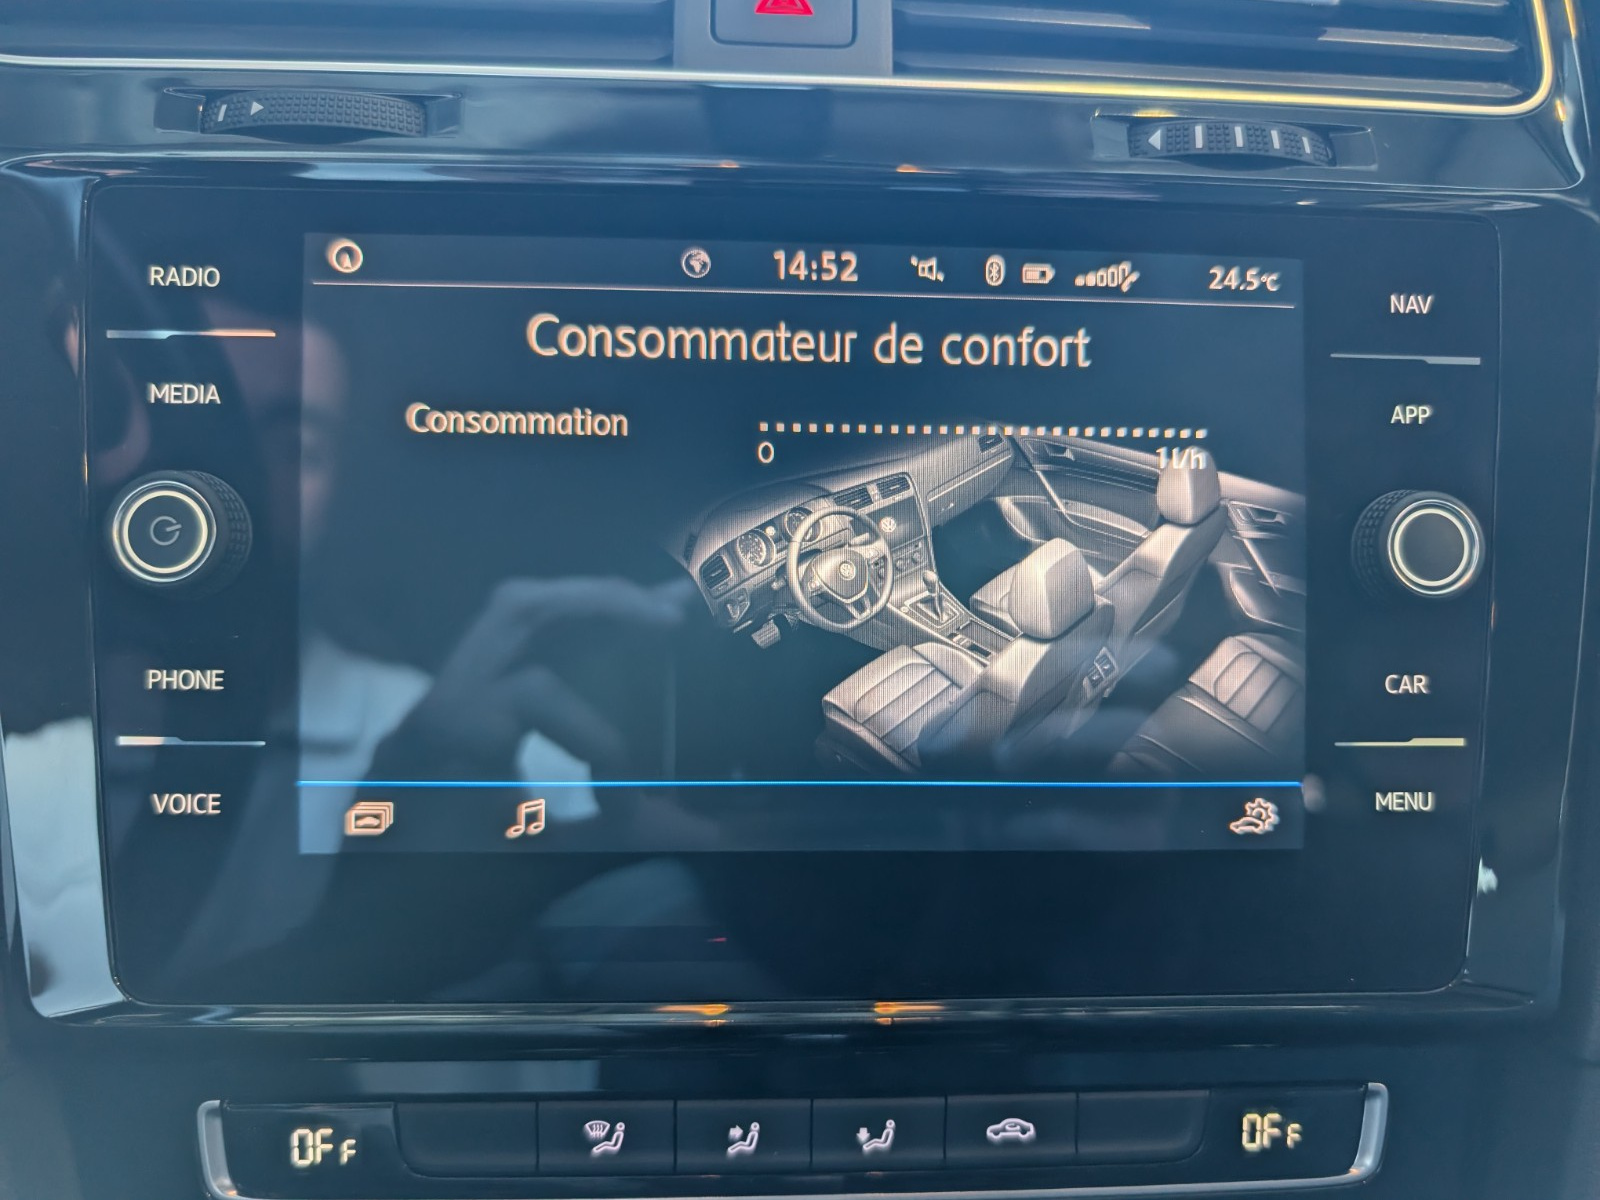 RADIO
MEDIA
PHONE
VOICE
14:52
24.5°C
Consommateur de confort
Consommation
0
1l/h
NAV
APP
CAR
MENU
OFF
OFF